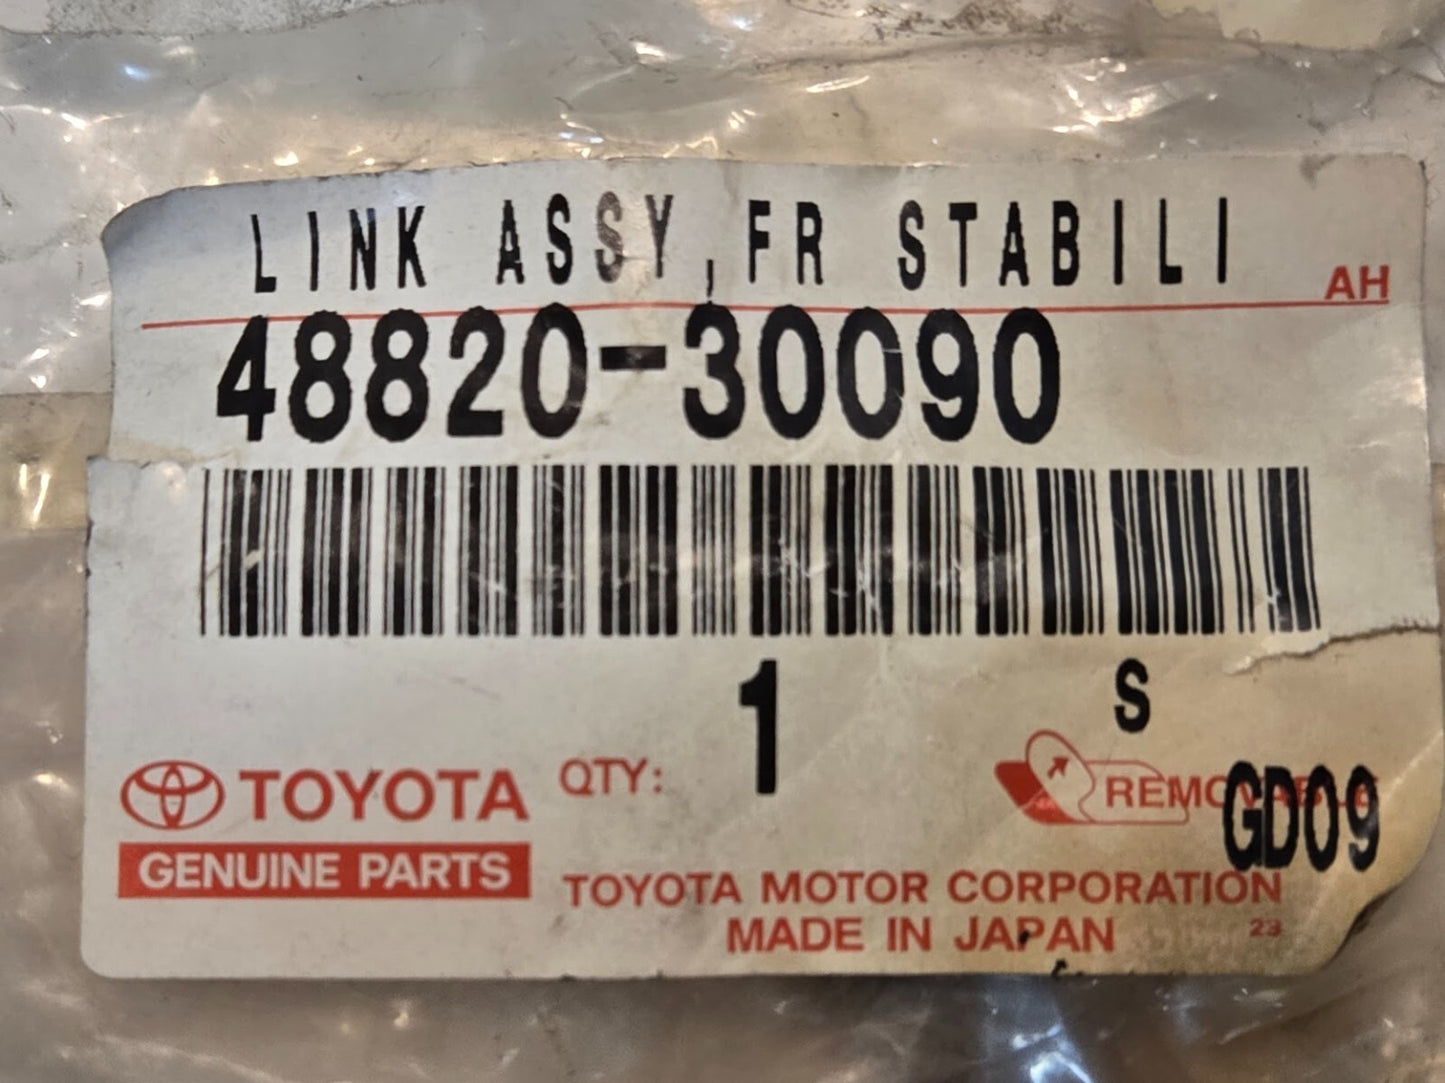 LINK ASSY,FR STABILI
AH
48820-30090
1
S
TOYOTA
QTY:
REMOVABLE
GD09
GENUINE PARTS
TOYOTA MOTOR CORPORATION
MADE IN JAPAN
23